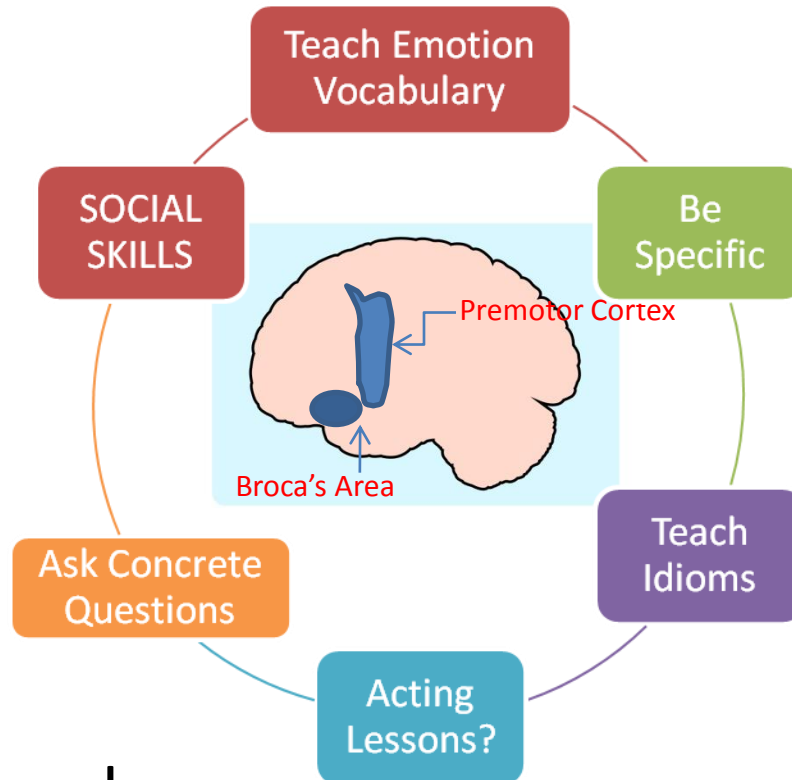 Teach Emotion
Vocabulary
SOCIAL
SKILLS
Be
Specific
Premotor Cortex
Broca’s Area
Ask Concrete
Questions
Teach
Idioms
Acting
Lessons?